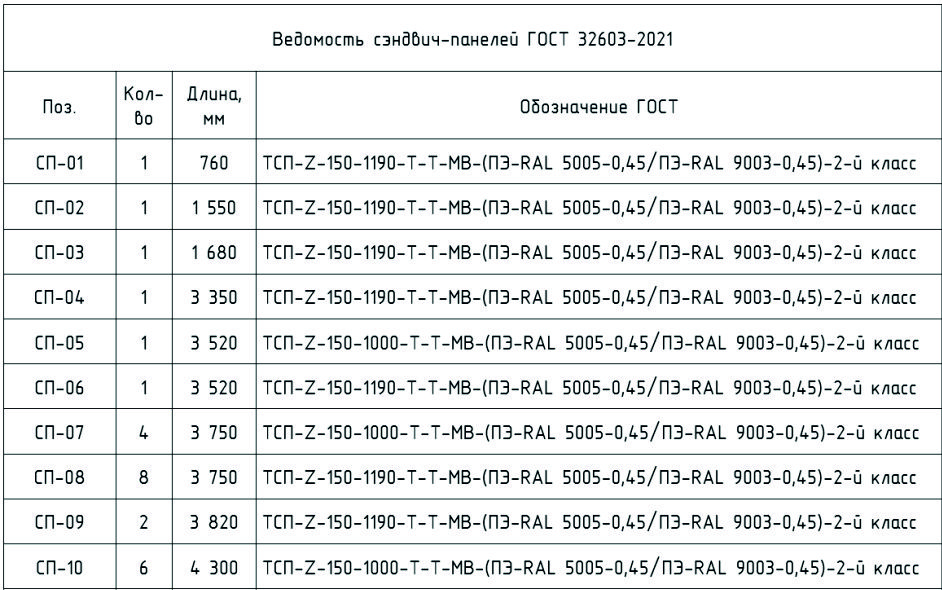 Ведомость сэндвич-панелей ГОСТ 32603-2021
Поз. Кол-во Длина, мм Обозначение ГОСТ
СП-01 1 760 ТСП-Z-150-1190-Т-Т-МВ-(ПЭ-RAL 5005-0,45/ПЭ-RAL 9003-0,45)-2-й класс
СП-02 1 1 550 ТСП-Z-150-1190-Т-Т-МВ-(ПЭ-RAL 5005-0,45/ПЭ-RAL 9003-0,45)-2-й класс
СП-03 1 1 680 ТСП-Z-150-1190-Т-Т-МВ-(ПЭ-RAL 5005-0,45/ПЭ-RAL 9003-0,45)-2-й класс
СП-04 1 3 350 ТСП-Z-150-1190-Т-Т-МВ-(ПЭ-RAL 5005-0,45/ПЭ-RAL 9003-0,45)-2-й класс
СП-05 1 3 520 ТСП-Z-150-1000-Т-Т-МВ-(ПЭ-RAL 5005-0,45/ПЭ-RAL 9003-0,45)-2-й класс
СП-06 1 3 520 ТСП-Z-150-1190-Т-Т-МВ-(ПЭ-RAL 5005-0,45/ПЭ-RAL 9003-0,45)-2-й класс
СП-07 4 3 750 ТСП-Z-150-1000-Т-Т-МВ-(ПЭ-RAL 5005-0,45/ПЭ-RAL 9003-0,45)-2-й класс
СП-08 8 3 750 ТСП-Z-150-1190-Т-Т-МВ-(ПЭ-RAL 5005-0,45/ПЭ-RAL 9003-0,45)-2-й класс
СП-09 2 3 820 ТСП-Z-150-1190-Т-Т-МВ-(ПЭ-RAL 5005-0,45/ПЭ-RAL 9003-0,45)-2-й класс
СП-10 6 4 300 ТСП-Z-150-1000-Т-Т-МВ-(ПЭ-RAL 5005-0,45/ПЭ-RAL 9003-0,45)-2-й класс